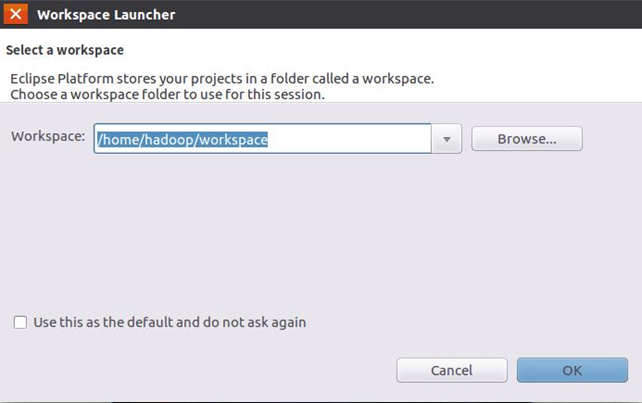 Workspace Launcher
Select a workspace
Eclipse Platform stores your projects in a folder called a workspace.
Choose a workspace folder to use for this session.
Workspace: /home/hadoop/workspace Browse...
Use this as the default and do not ask again
Cancel OK